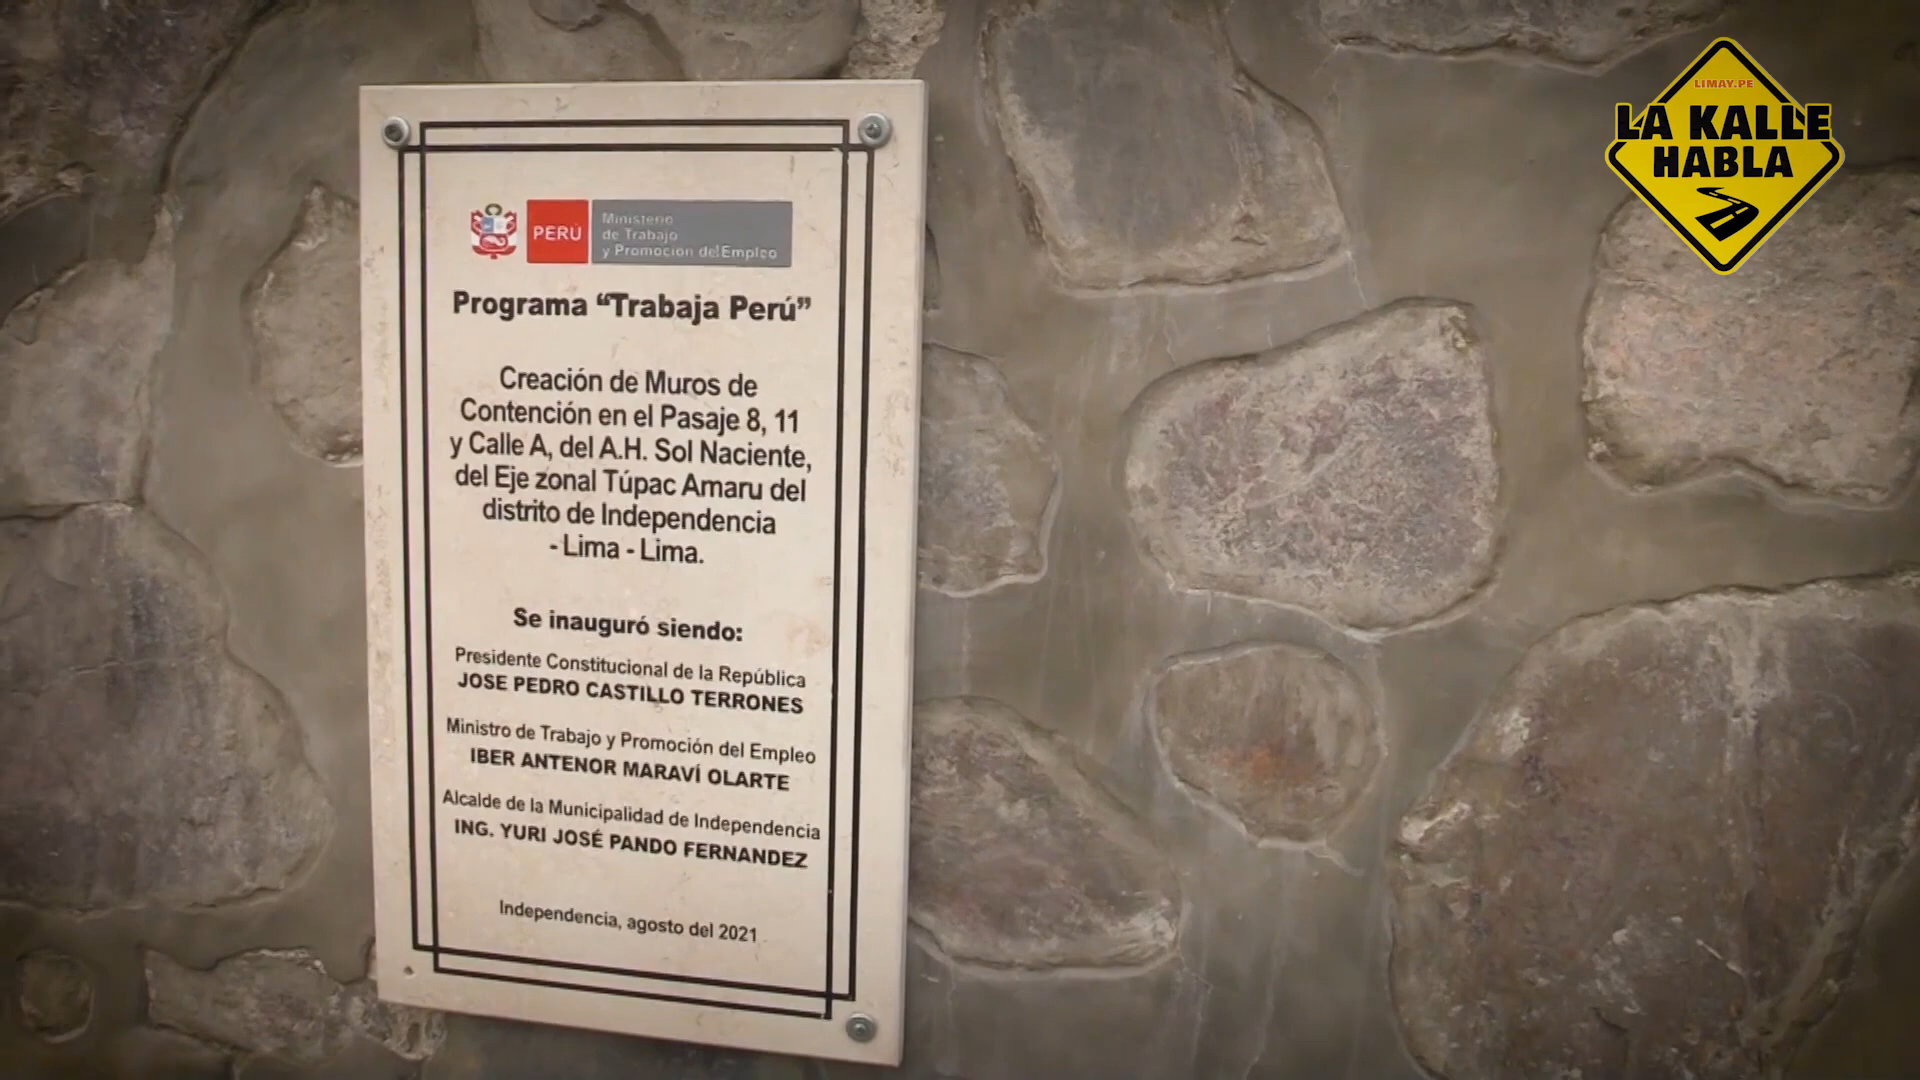 LIMAY.PE
LA KALLE
HABLA
PERÚ
Ministerio
de Trabajo
y Promoción del Empleo
Programa “Trabaja Perú”
Creación de Muros de
Contención en el Pasaje 8, 11
y Calle A, del A.H. Sol Naciente,
del Eje zonal Túpac Amaru del
distrito de Independencia
- Lima - Lima.
Se inauguró siendo:
Presidente Constitucional de la República
JOSE PEDRO CASTILLO TERRONES
Ministro de Trabajo y Promoción del Empleo
IBER ANTENOR MARAVÍ OLARTE
Alcalde de la Municipalidad de Independencia
ING. YURI JOSÉ PANDO FERNANDEZ
Independencia, agosto del 2021